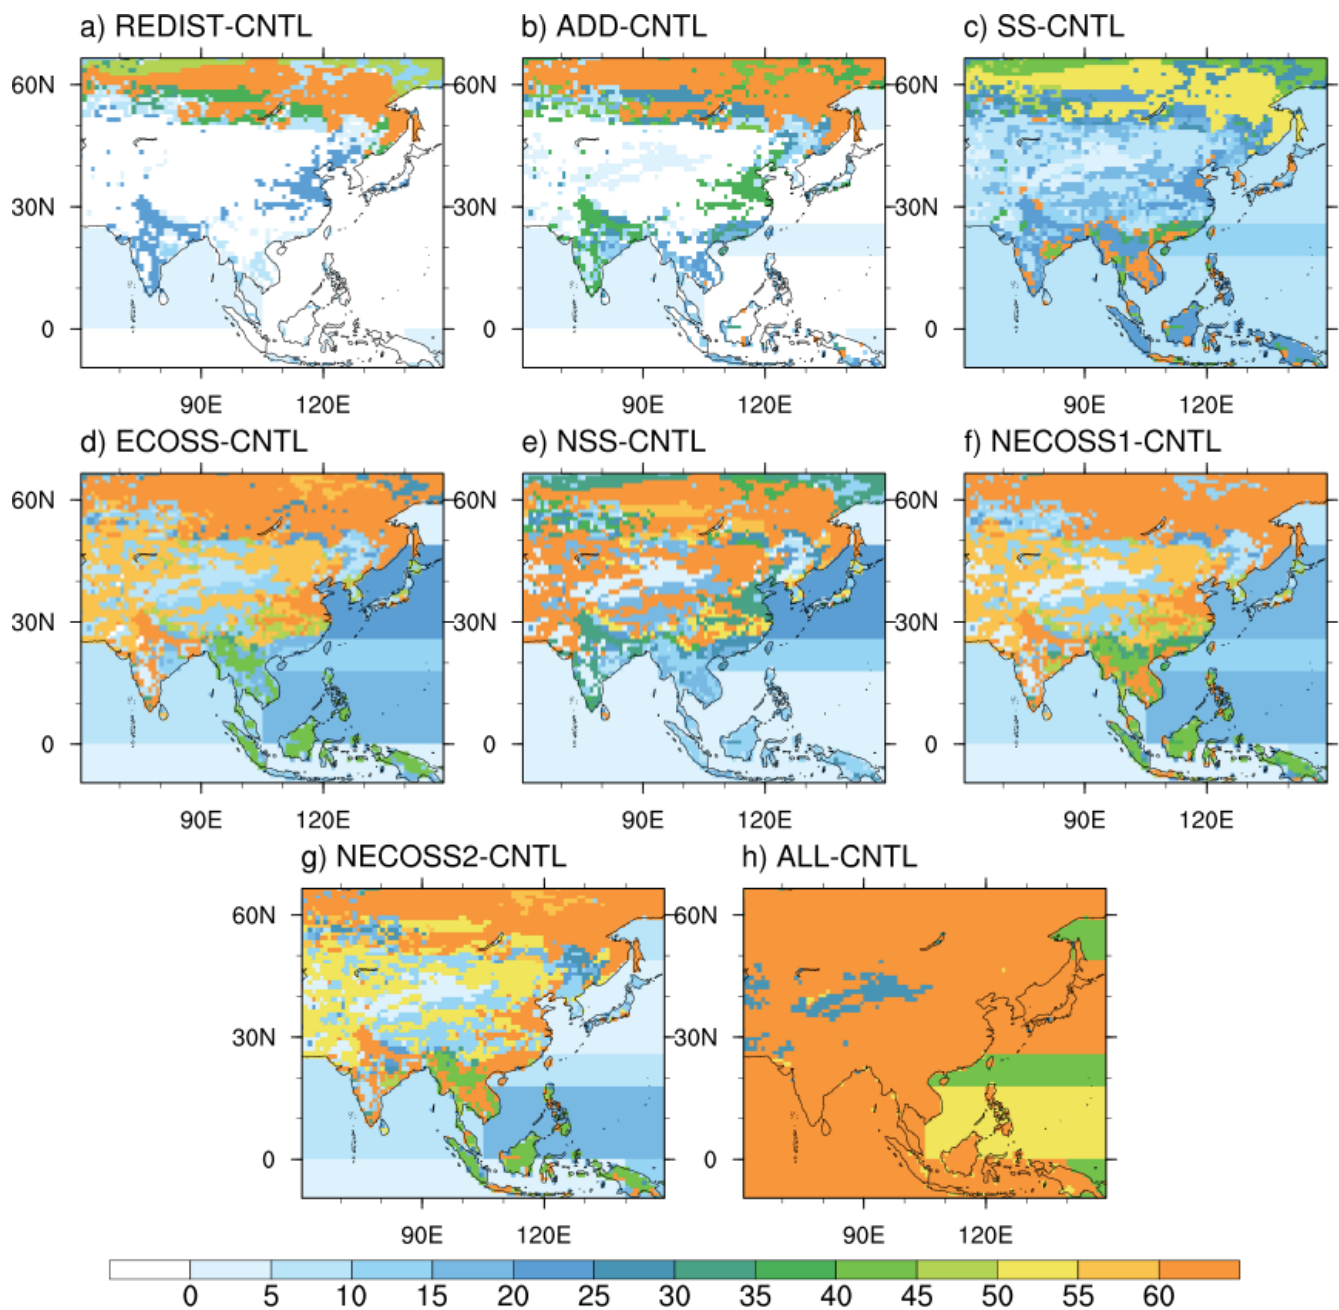 a) REDIST-CNTL
b) ADD-CNTL
c) SS-CNTL
60N
60N
60N
30N
30N
30N
0
0
0
90E 120E
90E 120E
90E 120E
d) ECOSS-CNTL
e) NSS-CNTL
f) NECOSS1-CNTL
60N
60N
60N
30N
30N
30N
0
0
0
90E 120E
90E 120E
90E 120E
g) NECOSS2-CNTL
h) ALL-CNTL
60N
60N
30N
30N
0
0
90E 120E
90E 120E
0 5 10 15 20 25 30 35 40 45 50 55 60